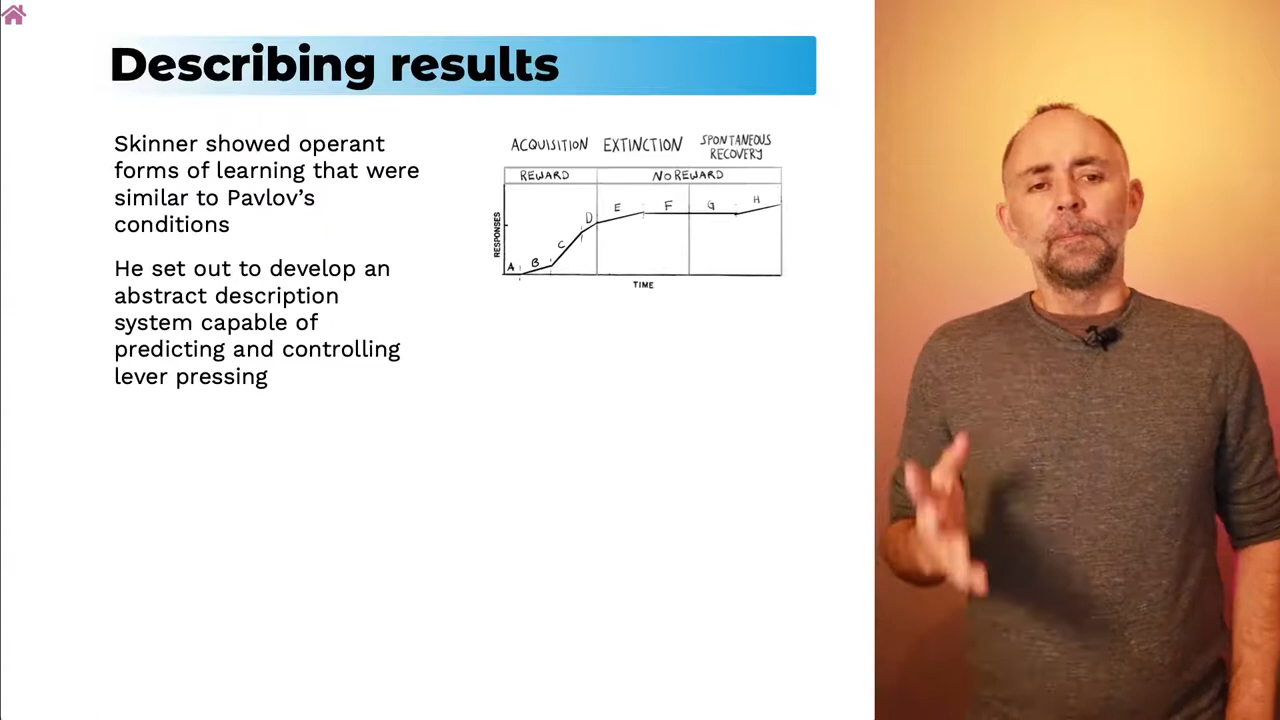 Describing results
Skinner showed operant
forms of learning that were
similar to Pavlov's
conditions
He set out to develop an
abstract description
system capable of
predicting and controlling
lever pressing
ACQUISITION EXTINCTION SPONTANEOUS
RECOVERY
REWARD NO REWARD
RESPONSES
A B C D E F G H
TIME